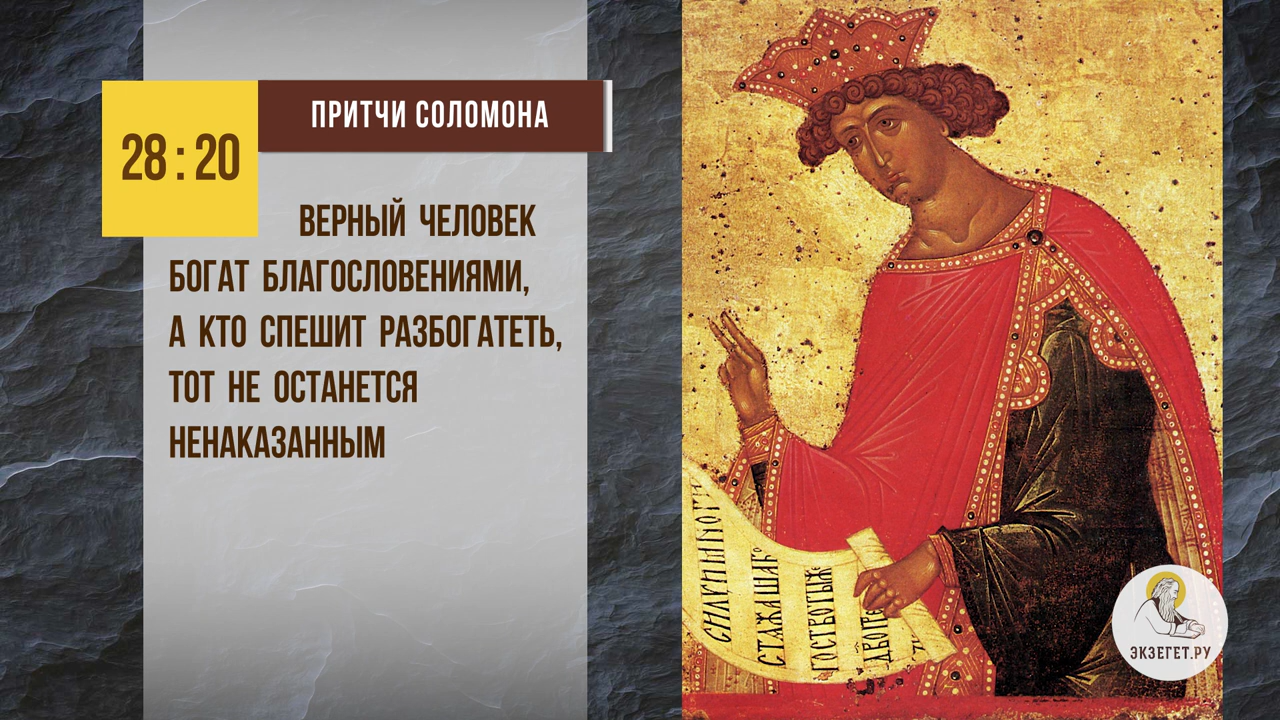 28:20
ПРИТЧИ СОЛОМОНА
ВЕРНЫЙ ЧЕЛОВЕК
БОГАТ БЛАГОСЛОВЕНИЯМИ,
А КТО СПЕШИТ РАЗБОГАТЕТЬ,
ТОТ НЕ ОСТАНЕТСЯ
НЕНАКАЗАННЫМ
ЭКЗЕГЕТ.РУ